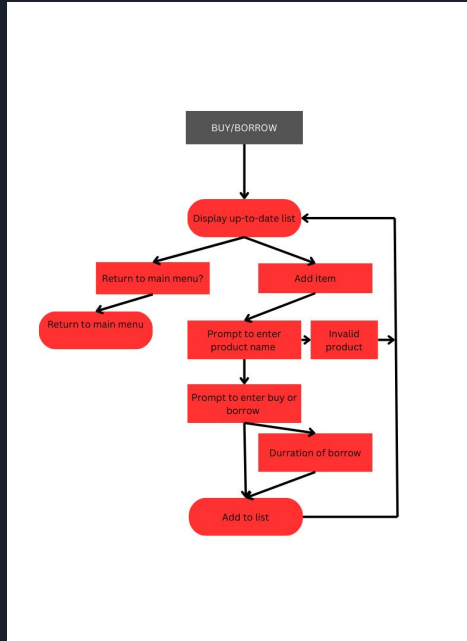 BUY/BORROW
Display up-to-date list
Return to main menu?
Add item
Return to main menu
Prompt to enter
product name
Invalid
product
Prompt to enter buy or
borrow
Durration of borrow
Add to list